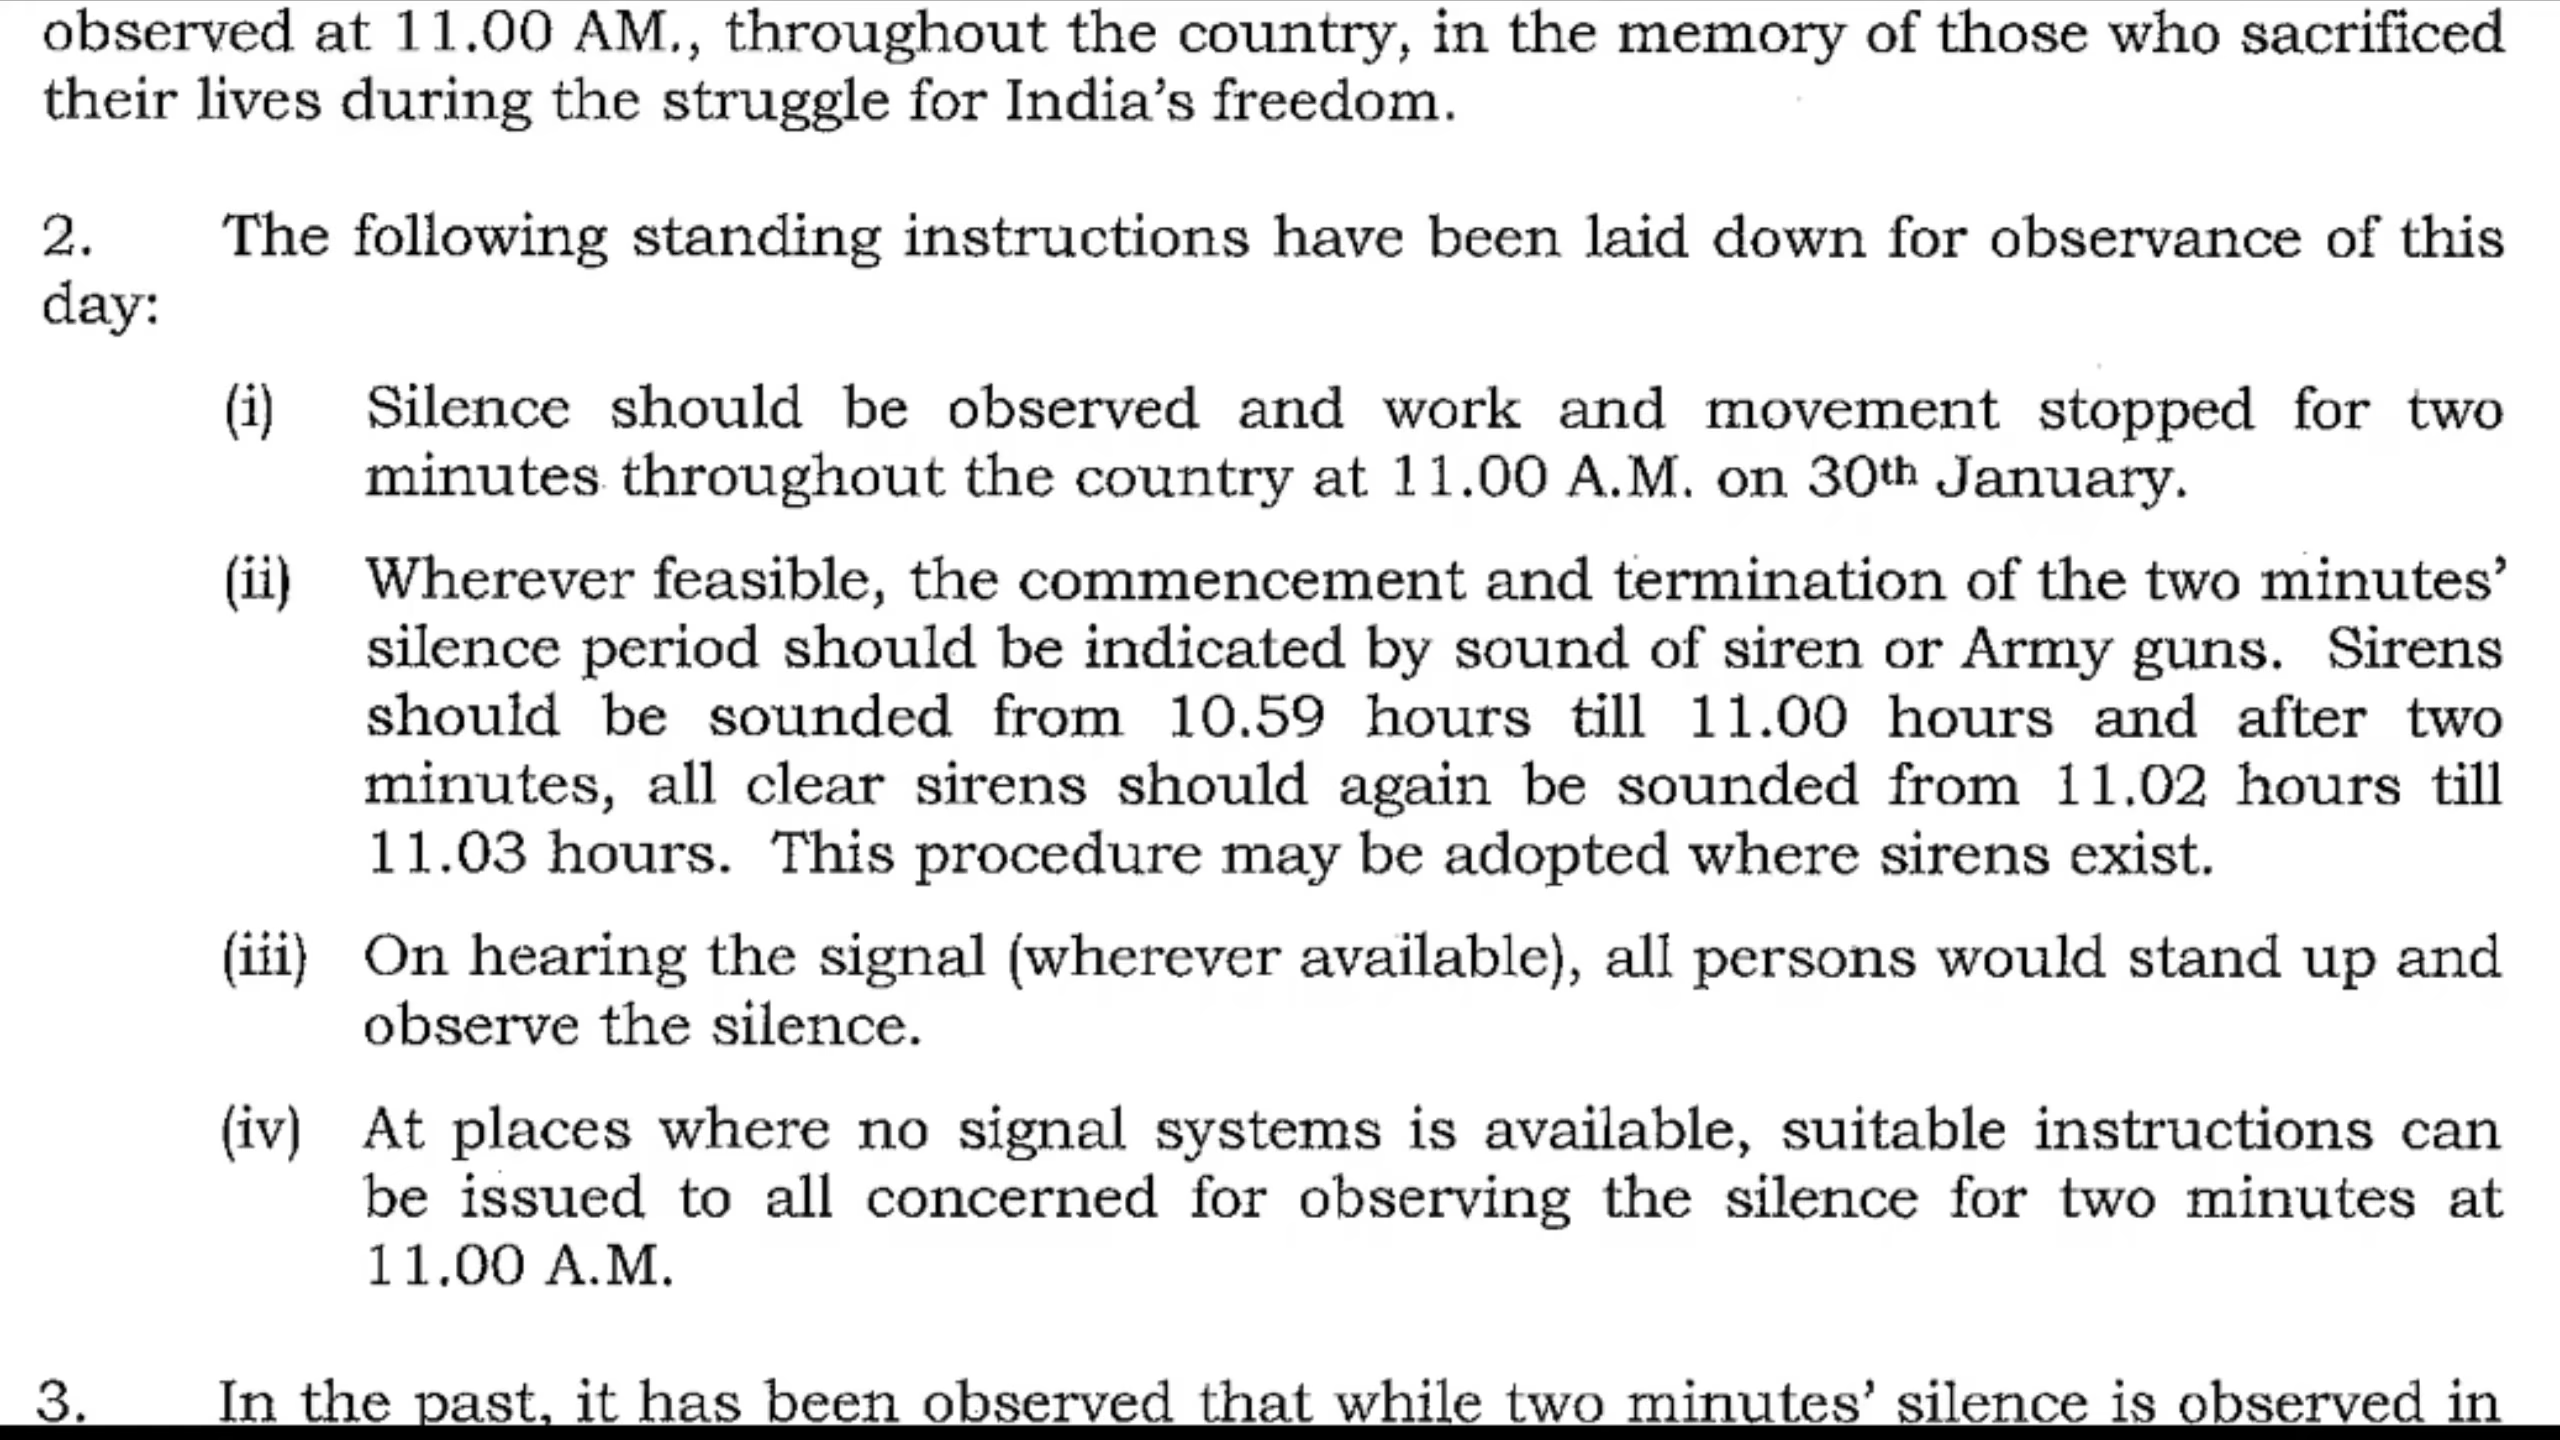 observed at 11.00 AM., throughout the country, in the memory of those who sacrificed
their lives during the struggle for India's freedom.
2. The following standing instructions have been laid down for observance of this
day:
(i) Silence should be observed and work and movement stopped for two
minutes throughout the country at 11.00 A.M. on 30th January.
(ii) Wherever feasible, the commencement and termination of the two minutes'
silence period should be indicated by sound of siren or Army guns. Sirens
should be sounded from 10.59 hours till 11.00 hours and after two
minutes, all clear sirens should again be sounded from 11.02 hours till
11.03 hours. This procedure may be adopted where sirens exist.
(iii) On hearing the signal (wherever available), all persons would stand up and
observe the silence.
(iv) At places where no signal systems is available, suitable instructions can
be issued to all concerned for observing the silence for two minutes at
11.00 A.M.
3. In the past, it has been observed that while two minutes' silence is observed in